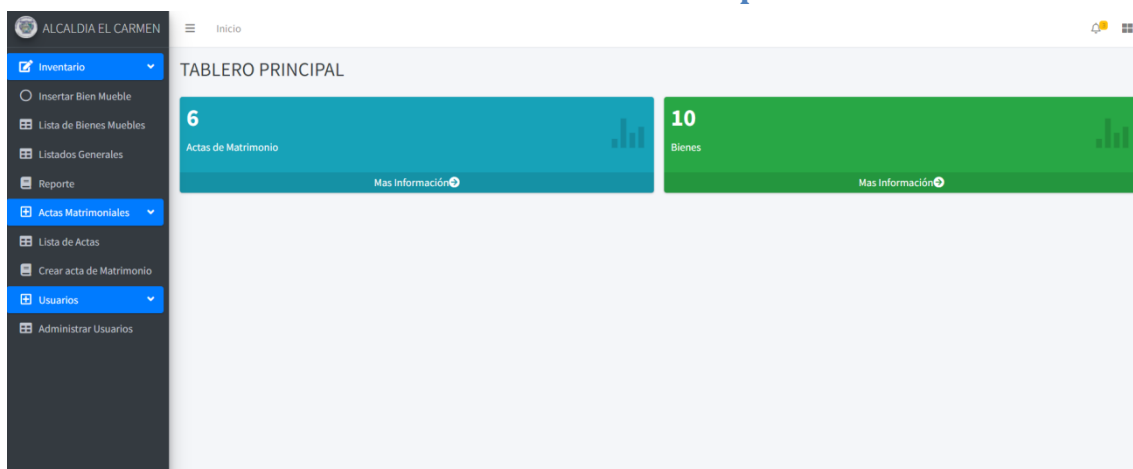 ALCALDIA EL CARMEN
Inicio
Inventario
Insertar Bien Mueble
Lista de Bienes Muebles
Listados Generales
Reporte
Actas Matrimoniales
Lista de Actas
Crear acta de Matrimonio
Usuarios
Administrar Usuarios
TABLERO PRINCIPAL
6
Actas de Matrimonio
Mas Información
10
Bienes
Mas Información